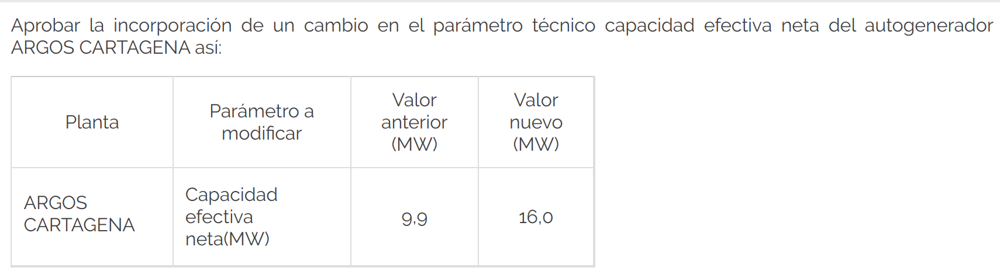 Aprobar la incorporación de un cambio en el parámetro técnico capacidad efectiva neta del autogenerador
ARGOS CARTAGENA así:
Planta
Parámetro a
modificar
Valor
anterior
(MW)
Valor
nuevo
(MW)
ARGOS
CARTAGENA
Capacidad
efectiva
neta(MW)
9,9
16,0